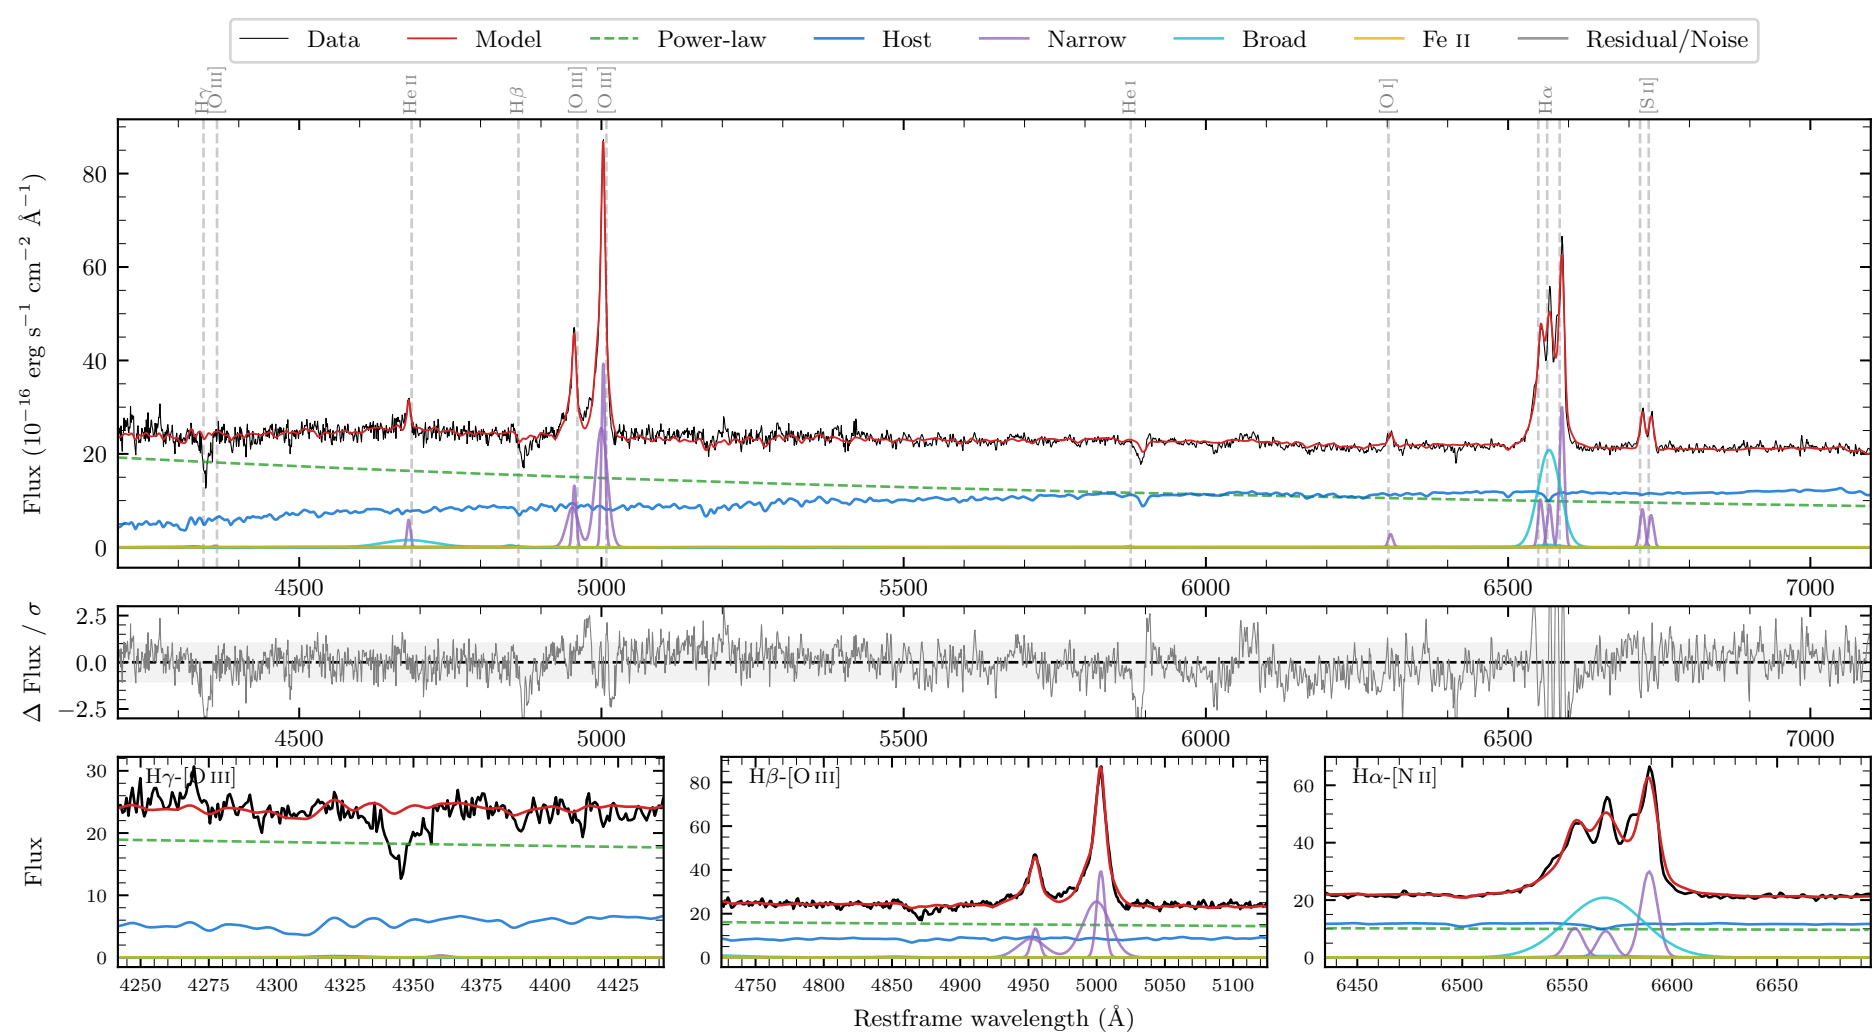 Data Model Power-law Host Narrow Broad Fe II Residual/Noise
Hγ [O III] He II Hβ [O III] [O III] He I [O I] Hα [S II]
Flux (10⁻¹⁶ erg s⁻¹ cm⁻² Å⁻¹)
80
60
40
20
0
4500 5000 5500 6000 6500 7000
Δ Flux / σ
2.5
0.0
−2.5
4500 5000 5500 6000 6500 7000
Flux
Hγ-[O III]
30
20
10
0
4250 4275 4300 4325 4350 4375 4400 4425
Hβ-[O III]
80
60
40
20
0
4750 4800 4850 4900 4950 5000 5050 5100
Hα-[N II]
60
40
20
0
6450 6500 6550 6600 6650
Restframe wavelength (Å)